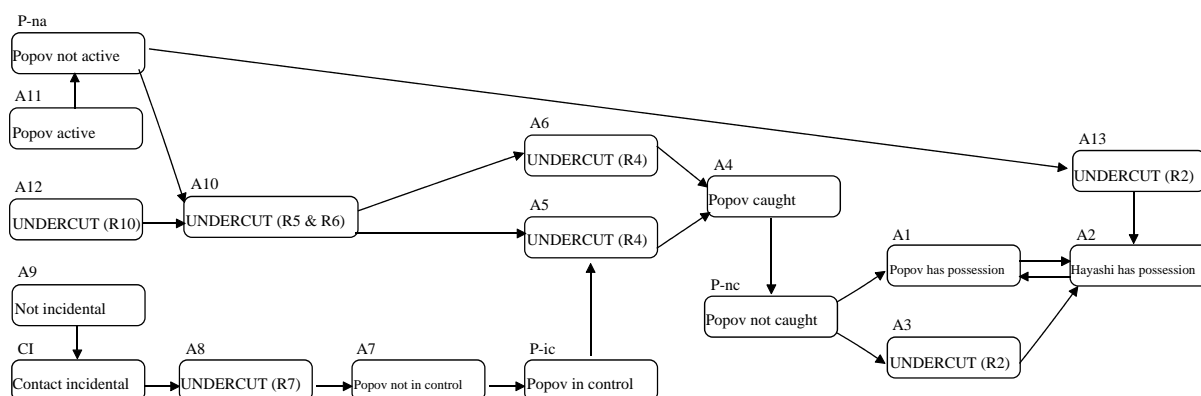 P-na
Popov not active
A11
Popov active
A6
UNDERCUT (R4)
A13
UNDERCUT (R2)
A4
Popov caught
A12
UNDERCUT (R10)
A10
UNDERCUT (R5 & R6)
A5
UNDERCUT (R4)
A1
Popov has possession
A2
Hayashi has possession
A9
Not incidental
P-nc
Popov not caught
CI
Contact incidental
A8
UNDERCUT (R7)
A7
Popov not in control
P-ic
Popov in control
A3
UNDERCUT (R2)